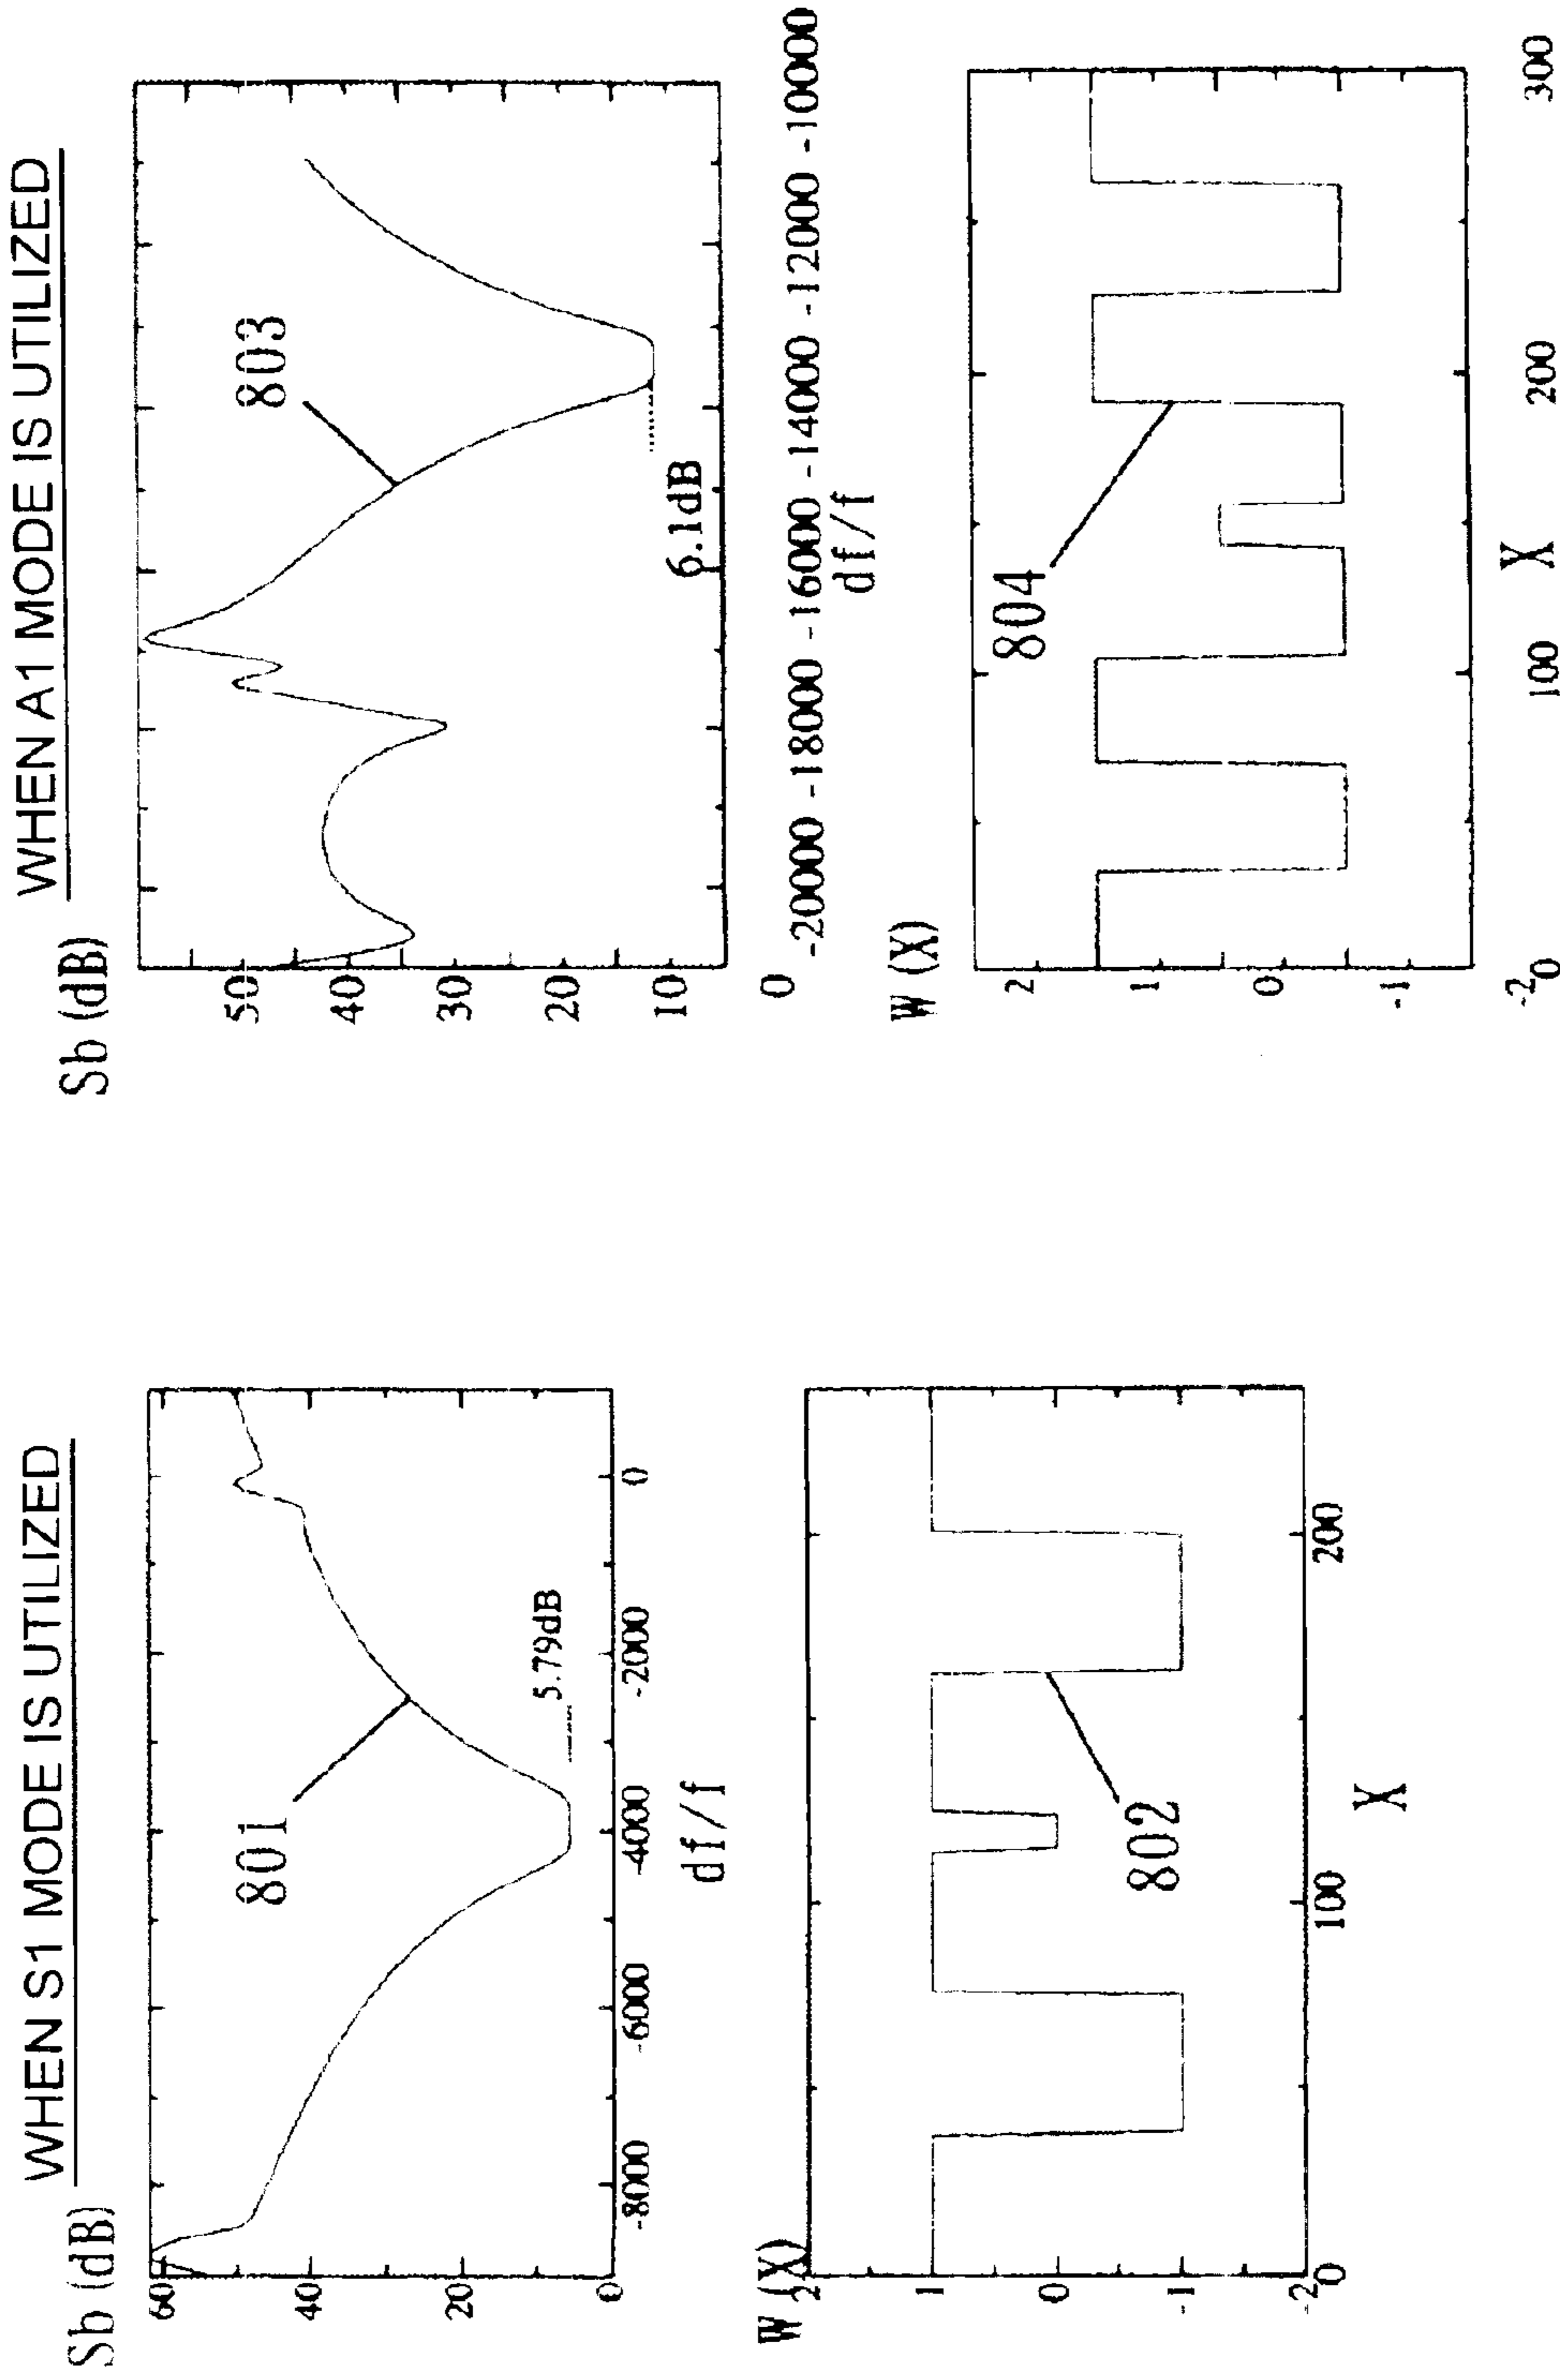 WHEN S1 MODE IS UTILIZED
Sb (dB)
60
40
20
0
801
5.79dB
-8000 -6000 -4000 -2000 0
df/f
W (X)
2
1
0
-1
-2
802
0 100 200
X
WHEN A1 MODE IS UTILIZED
Sb (dB)
50
40
30
20
10
0
803
6.1dB
-20000 -18000 -16000 -14000 -12000 -10000
df/f
W (X)
2
1
0
-1
-2
804
0 100 200 300
X